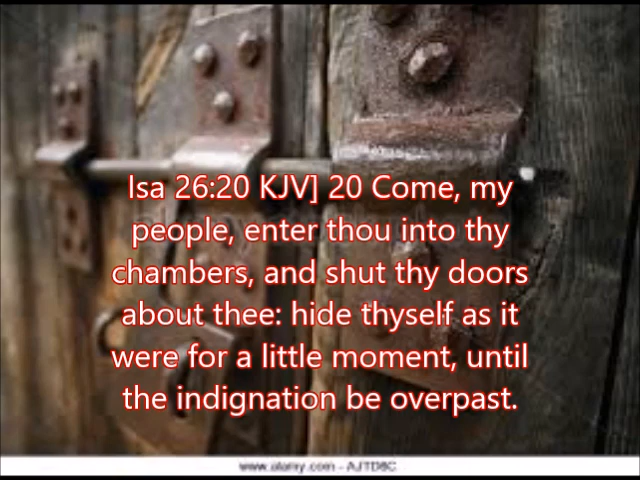 Isa 26:20 KJV] 20 Come, my
people, enter thou into thy
chambers, and shut thy doors
about thee: hide thyself as it
were for a little moment, until
the indignation be overpast.
www.alamy.com - AJTD8C